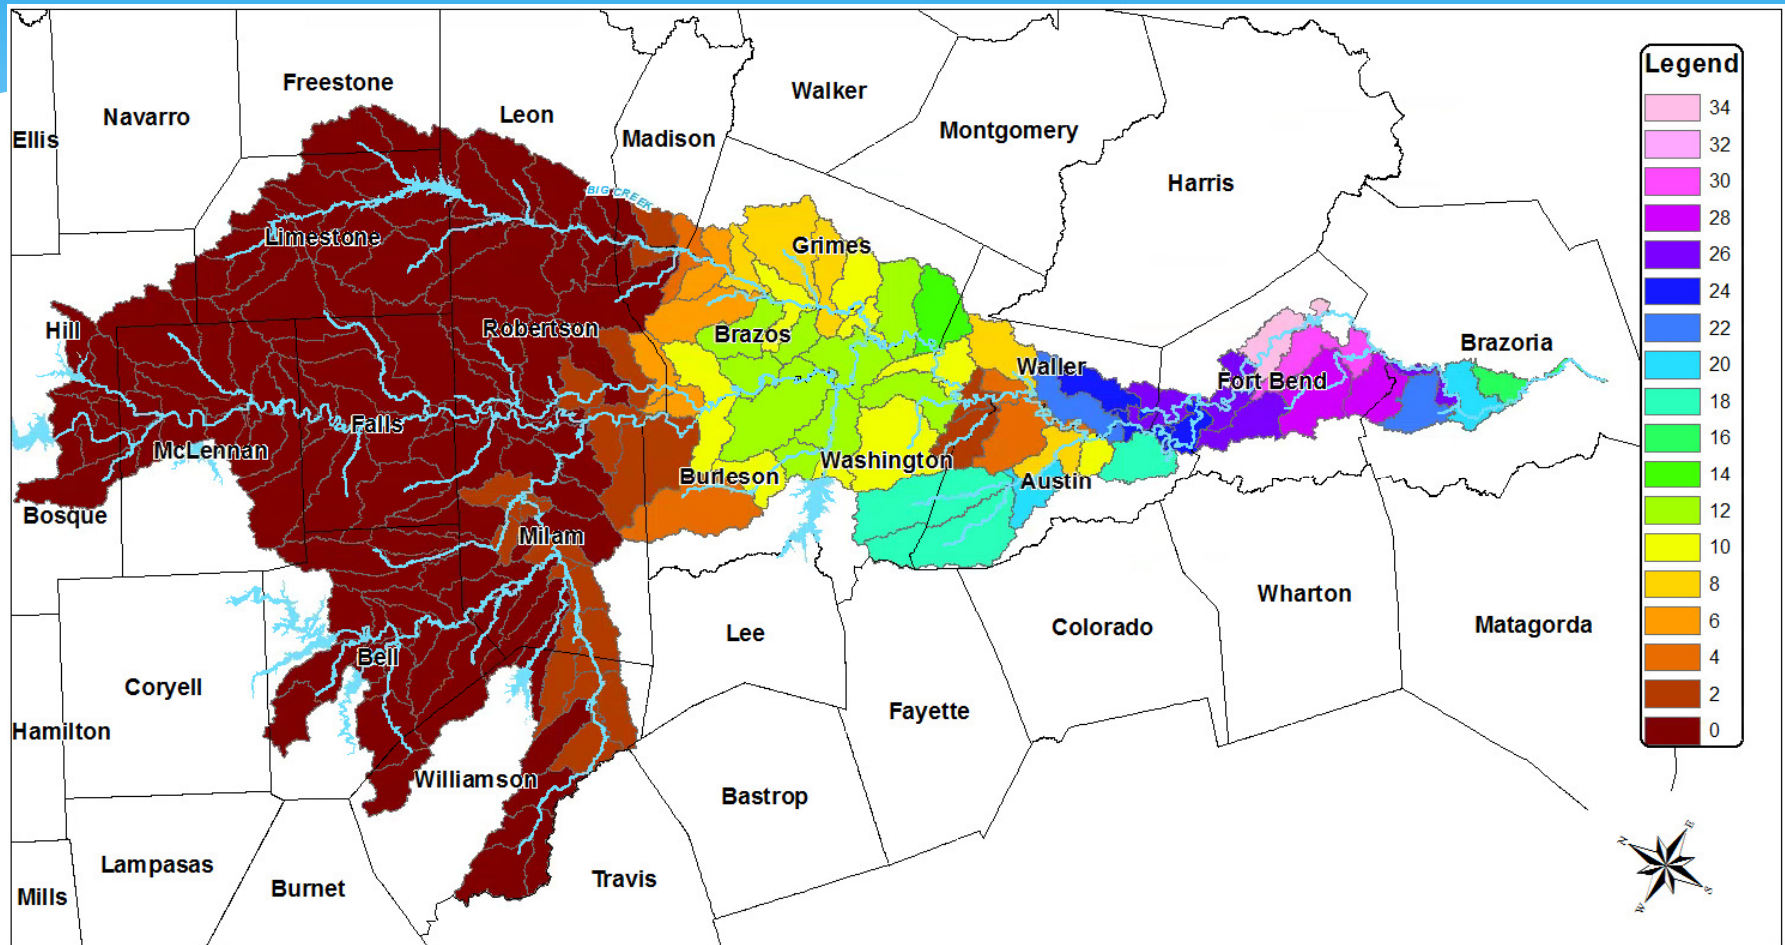 Legend
34
32
30
28
26
24
22
20
18
16
14
12
10
8
6
4
2
0
Freestone
Navarro
Leon
Walker
Ellis
Madison
Montgomery
Harris
BIG CREEK
Limestone
Grimes
Hill
Robertson
Brazos
Waller
Brazoria
Fort Bend
Falls
McLennan
Washington
Burleson
Austin
Bosque
Milam
Wharton
Lee
Colorado
Matagorda
Bell
Coryell
Fayette
Hamilton
Williamson
Bastrop
Lampasas
Burnet
Travis
Mills
N
E
S
W